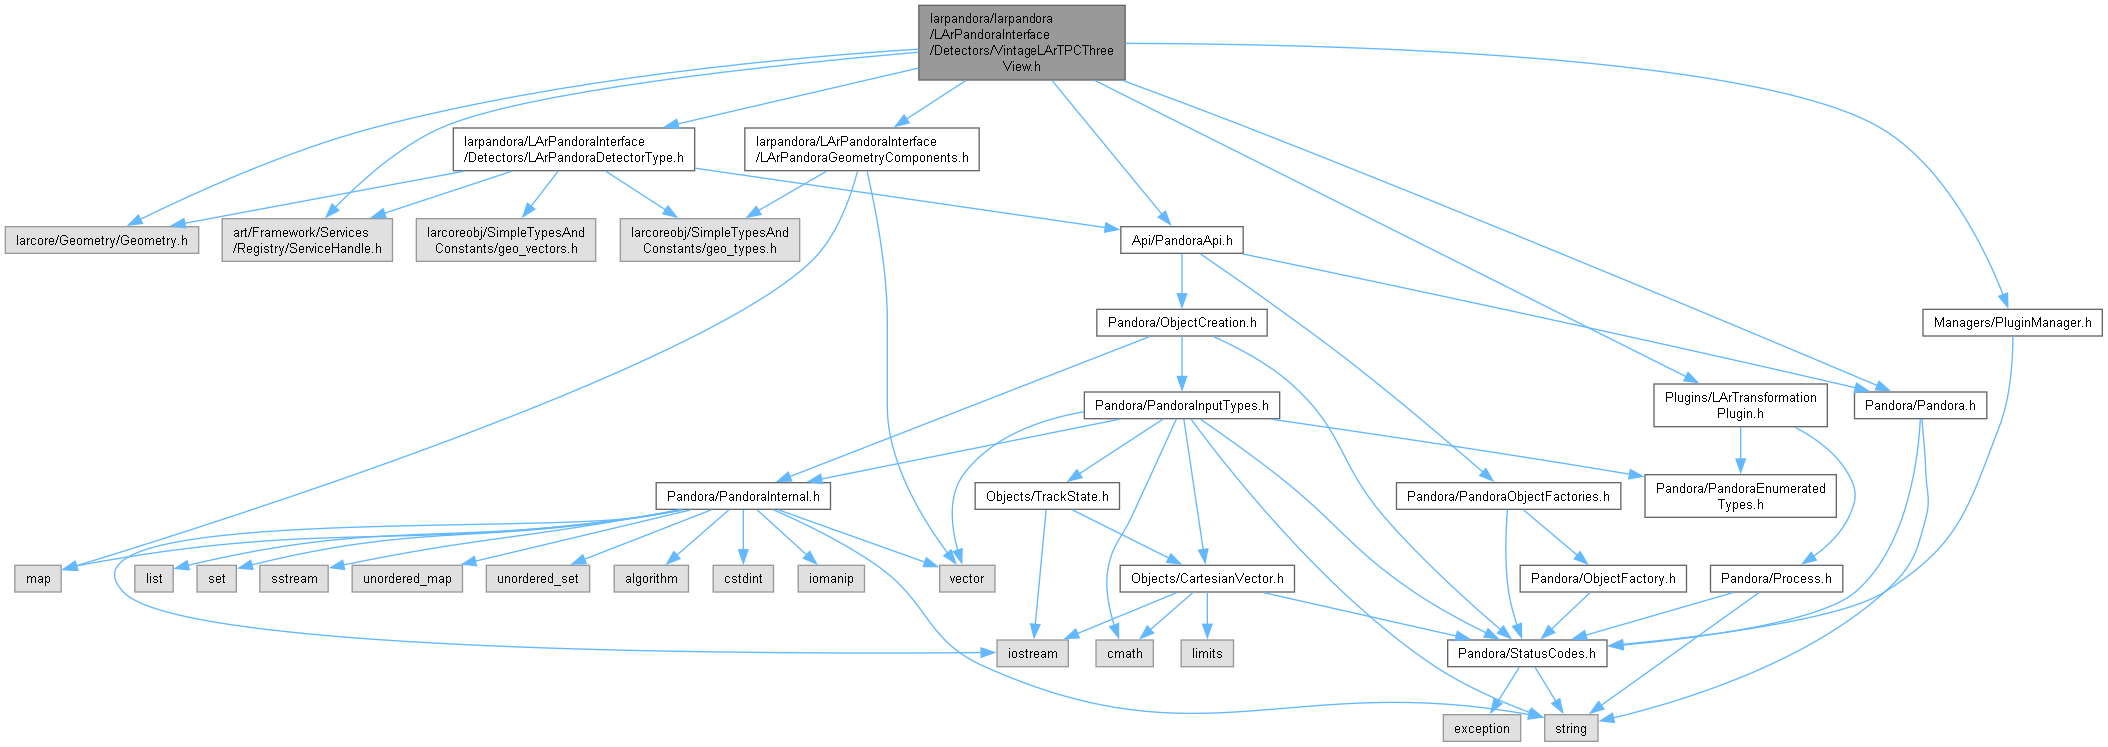 larpandora/larpandora
/LArPandoraInterface
/Detectors/VintageLArTPCThree
View.h
larpandora/LArPandoraInterface
/Detectors/LArPandoraDetectorType.h
larpandora/LArPandoraInterface
/LArPandoraGeometryComponents.h
larcore/Geometry/Geometry.h
art/Framework/Services
/Registry/ServiceHandle.h
larcoreobj/SimpleTypesAnd
Constants/geo_vectors.h
larcoreobj/SimpleTypesAnd
Constants/geo_types.h
Api/PandoraApi.h
Pandora/ObjectCreation.h
Managers/PluginManager.h
Pandora/PandoraInputTypes.h
Plugins/LArTransformation
Plugin.h
Pandora/Pandora.h
Pandora/PandoraInternal.h
Objects/TrackState.h
Pandora/PandoraObjectFactories.h
Pandora/PandoraEnumerated
Types.h
map
list
set
sstream
unordered_map
unordered_set
algorithm
cstdint
iomanip
vector
Objects/CartesianVector.h
Pandora/ObjectFactory.h
Pandora/Process.h
iostream
cmath
limits
Pandora/StatusCodes.h
exception
string